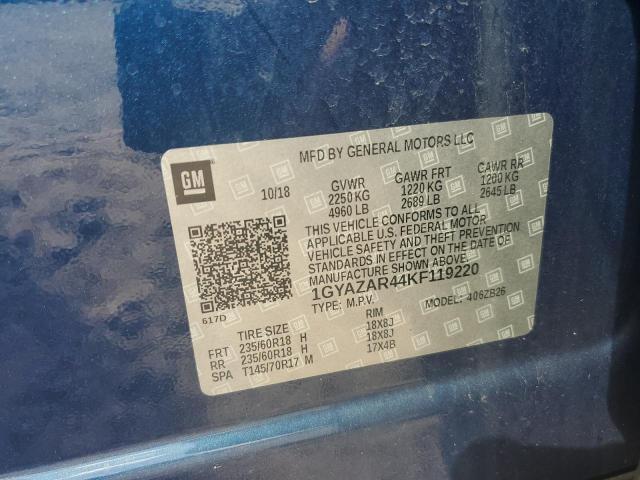 MFD BY GENERAL MOTORS LLC
GM
10/18
GVWR GAWR FRT GAWR RR
2250 KG 1220 KG 1200 KG
4960 LB 2689 LB 2645 LB
THIS VEHICLE CONFORMS TO ALL
APPLICABLE U.S. FEDERAL MOTOR
VEHICLE SAFETY AND THEFT PREVENTION
STANDARDS IN EFFECT ON THE DATE OF
MANUFACTURE SHOWN ABOVE.
1GYAZAR44KF119220
TYPE: M.P.V. MODEL: 406ZB26
617D
TIRE SIZE RIM
FRT 235/60R18 H 18X8J
RR 235/60R18 H 18X8J
SPA T145/70R17 M 17X4B